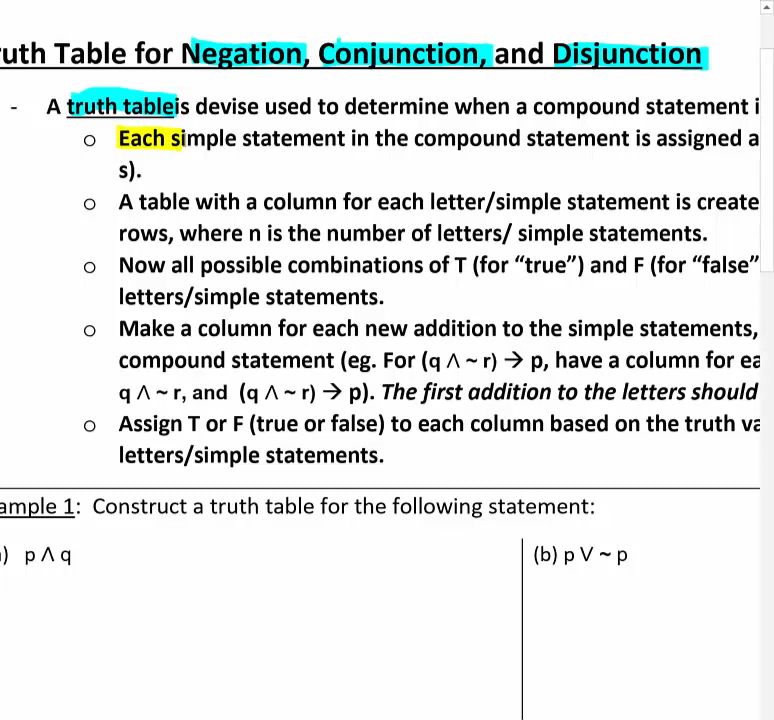 uth Table for Negation, Conjunction, and Disjunction
- A truth tableis devise used to determine when a compound statement i
o Each simple statement in the compound statement is assigned a
s).
o A table with a column for each letter/simple statement is create
rows, where n is the number of letters/ simple statements.
o Now all possible combinations of T (for “true”) and F (for “false”
letters/simple statements.
o Make a column for each new addition to the simple statements,
compound statement (eg. For (q ∧ ~ r) → p, have a column for ea
q ∧ ~ r, and (q ∧ ~ r) → p). The first addition to the letters should
o Assign T or F (true or false) to each column based on the truth va
letters/simple statements.
ample 1: Construct a truth table for the following statement:
) p ∧ q
(b) p ∨ ~ p